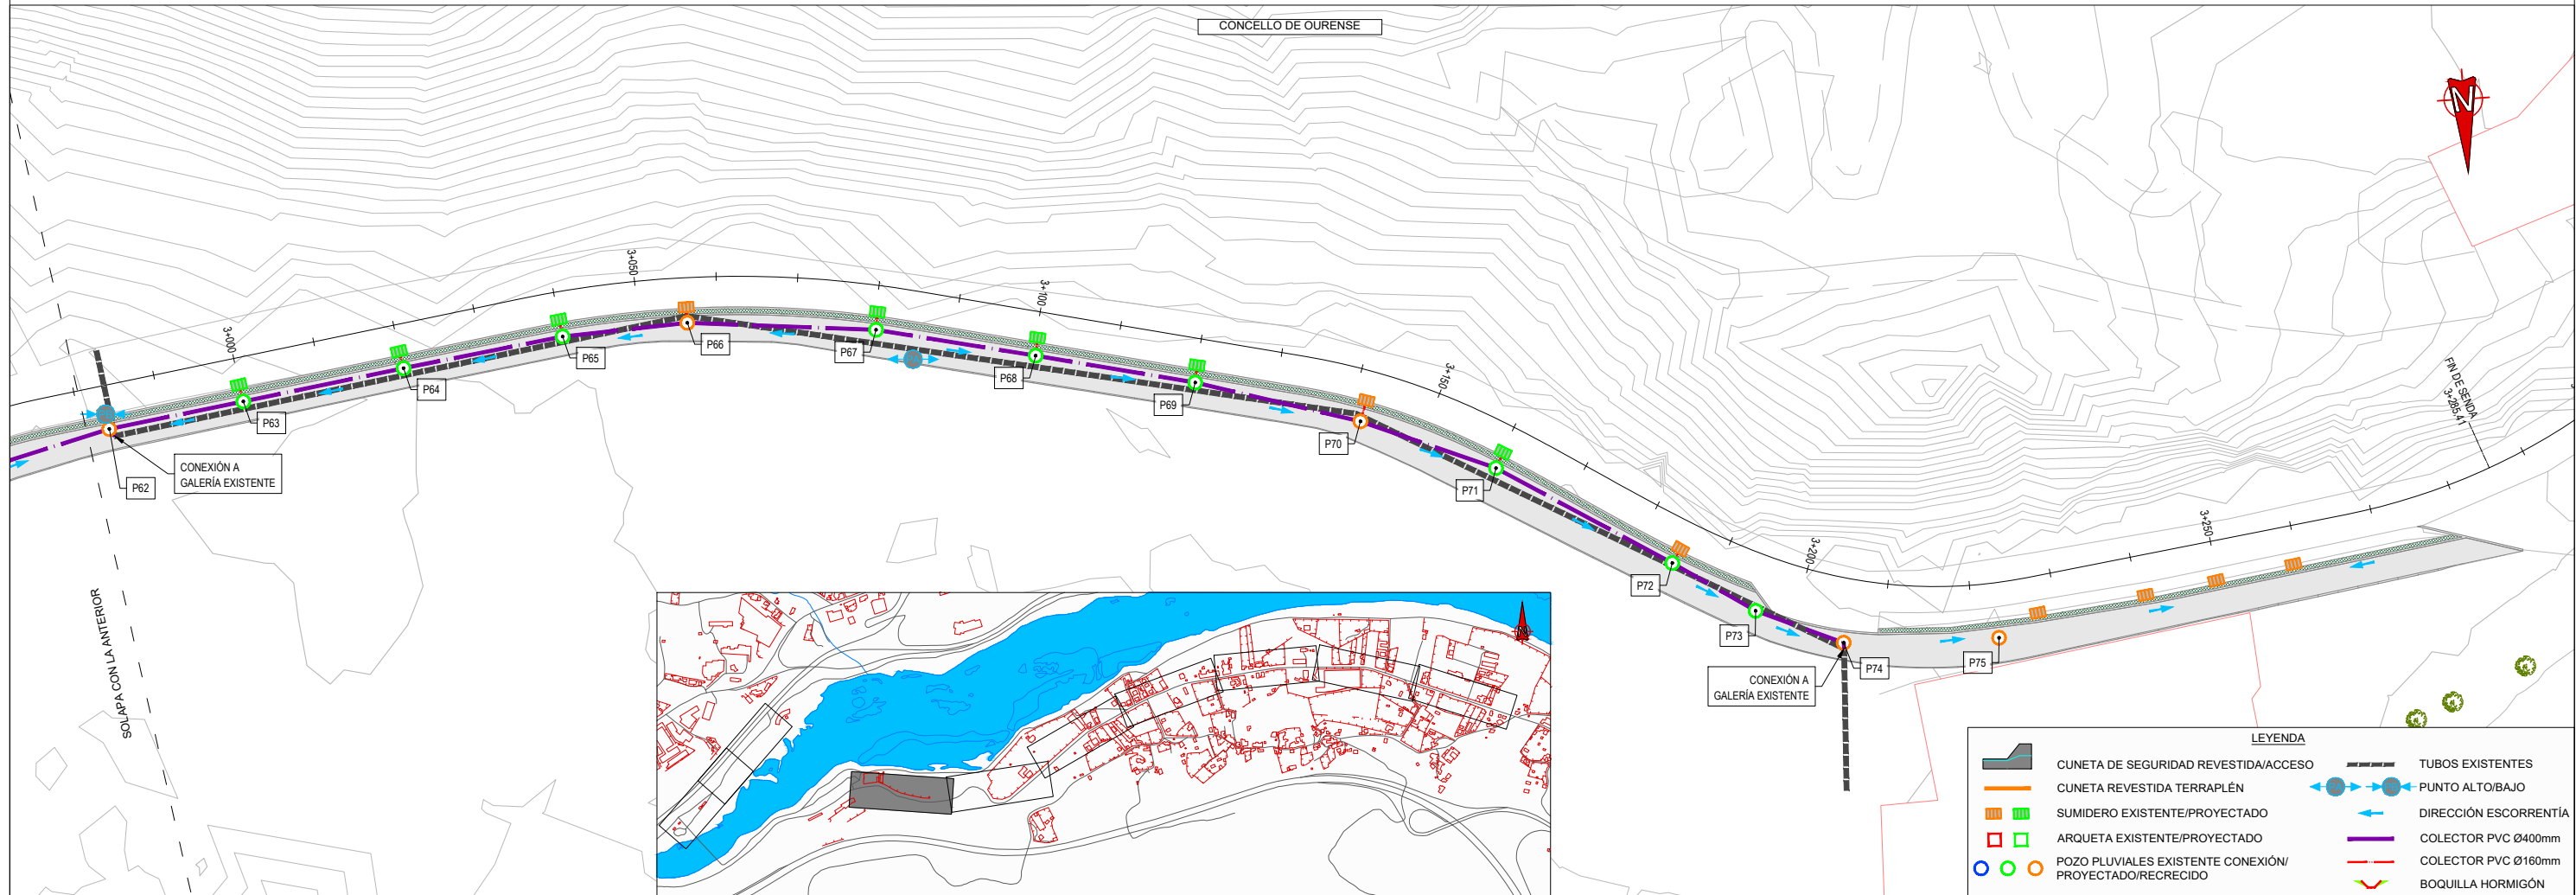 CONCELLO DE OURENSE
N
3+000
3+050
3+100
3+150
3+200
3+250
FIN DE SENDA
3+285.41
SOLAPA CON LA ANTERIOR
P62
CONEXIÓN A
GALERÍA EXISTENTE
P63
P64
P65
P66
P67
P68
P69
P70
P71
P72
P73
P74
P75
CONEXIÓN A
GALERÍA EXISTENTE
N
LEYENDA
CUNETA DE SEGURIDAD REVESTIDA/ACCESO
CUNETA REVESTIDA TERRAPLÉN
SUMIDERO EXISTENTE/PROYECTADO
ARQUETA EXISTENTE/PROYECTADO
POZO PLUVIALES EXISTENTE CONEXIÓN/
PROYECTADO/RECRECIDO
TUBOS EXISTENTES
PUNTO ALTO/BAJO
DIRECCIÓN ESCORRENTÍA
COLECTOR PVC Ø400mm
COLECTOR PVC Ø160mm
BOQUILLA HORMIGÓN